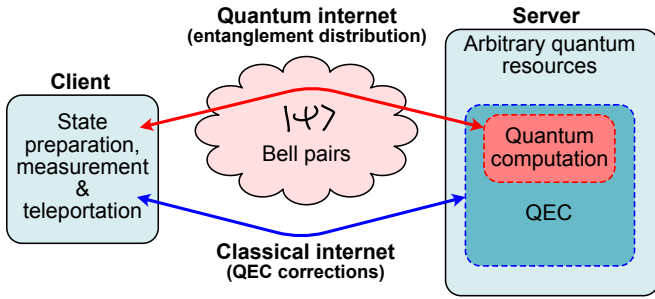 Quantum internet
(entanglement distribution)
Server
Arbitrary quantum
resources
Client
State
preparation,
measurement
&
teleportation
|ψ⟩
Bell pairs
Quantum
computation
QEC
Classical internet
(QEC corrections)